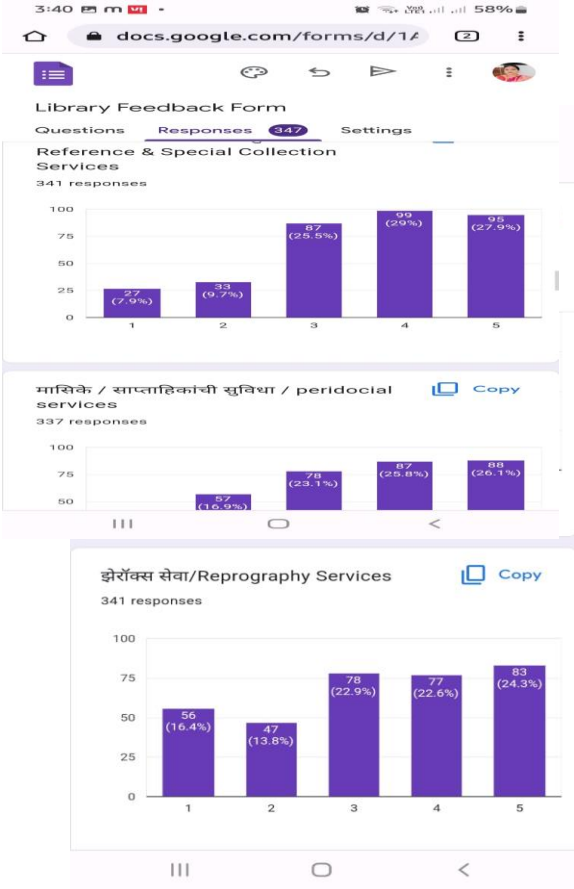 3:40
58%
docs.google.com/forms/d/1A
2
Library Feedback Form
Questions Responses 347 Settings
Reference & Special Collection
Services
341 responses
100
75
50
25
0
27
(7.9%)
33
(9.7%)
87
(25.5%)
99
(29%)
95
(27.9%)
1 2 3 4 5
मासिके / साप्ताहिकांची सुविधा / peridocial
services
Copy
337 responses
100
75
50
57
(16.9%)
78
(23.1%)
87
(25.8%)
88
(26.1%)
झेरॉक्स सेवा/Reprography Services
Copy
341 responses
100
75
50
25
0
56
(16.4%)
47
(13.8%)
78
(22.9%)
77
(22.6%)
83
(24.3%)
1 2 3 4 5